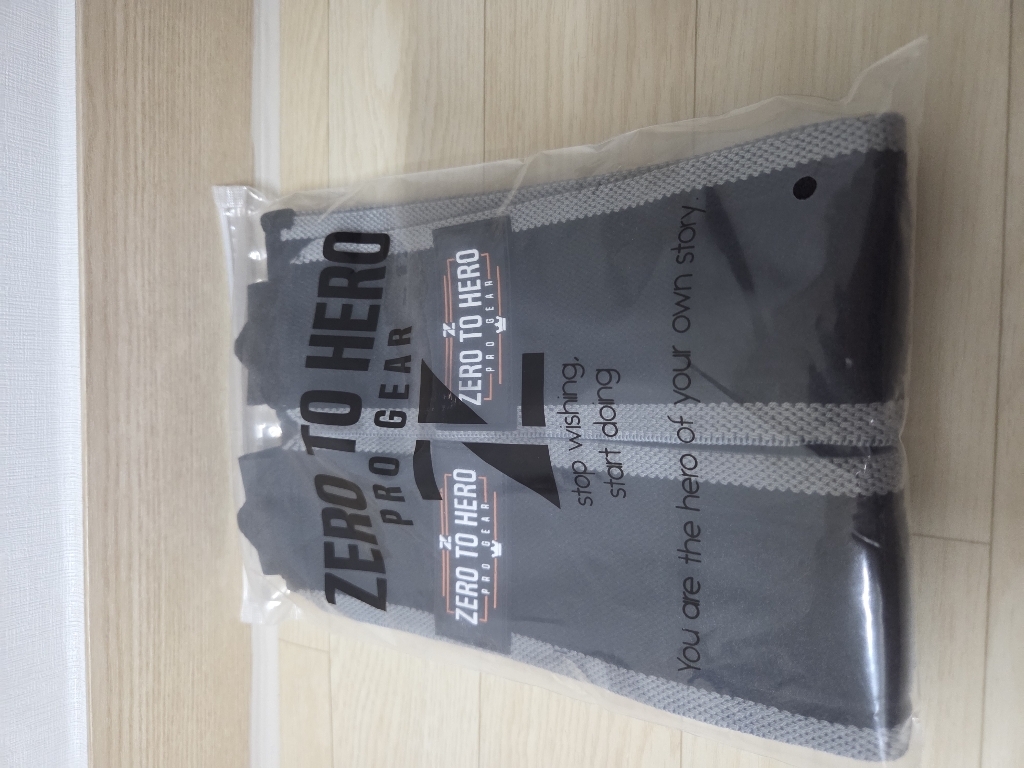 ZERO TO HERO
PRO GEAR
ZERO TO HERO
PRO GEAR
ZERO TO HERO
PRO GEAR
stop wishing,
start doing
You are the hero of your own story.